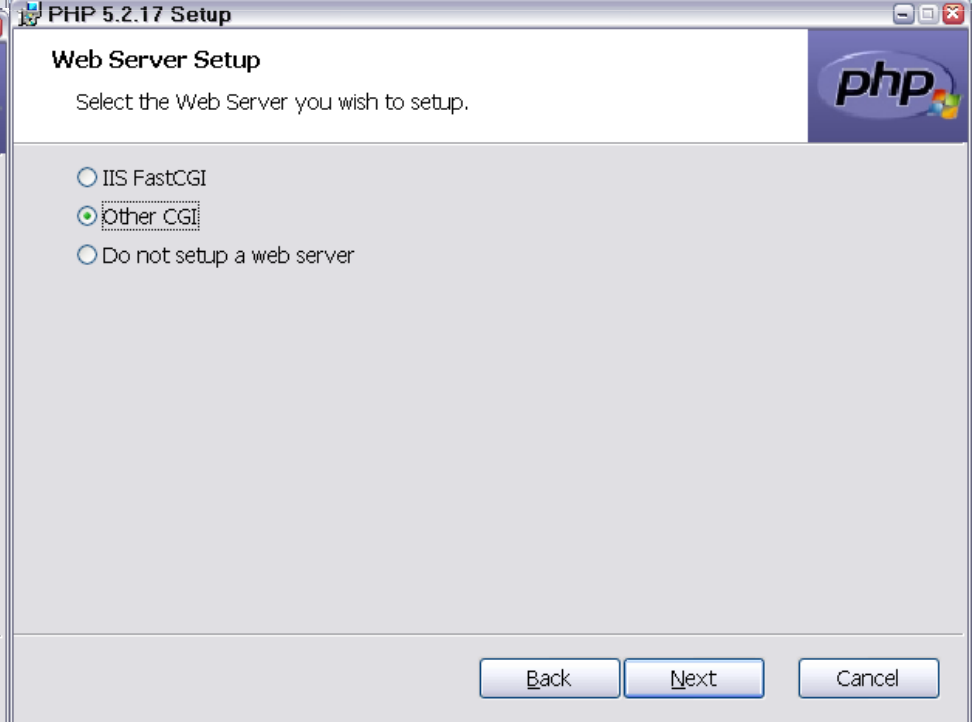 PHP 5.2.17 Setup
Web Server Setup
Select the Web Server you wish to setup.
php
IIS FastCGI
Other CGI
Do not setup a web server
Back
Next
Cancel